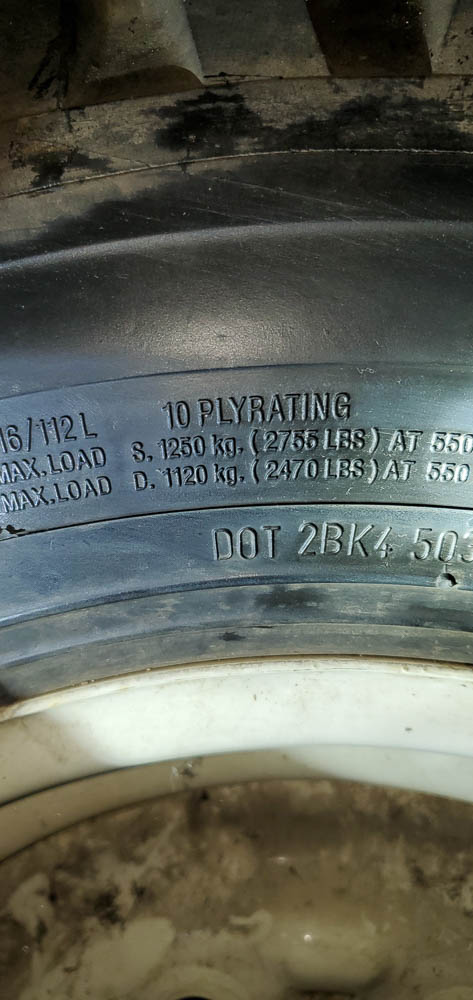 10 PLYRATING
16/112 L S. 1250 kg. (2755 LBS) AT 550
MAX.LOAD D. 1120 kg. (2470 LBS) AT 550
MAX.LOAD
DOT 2BK4 503